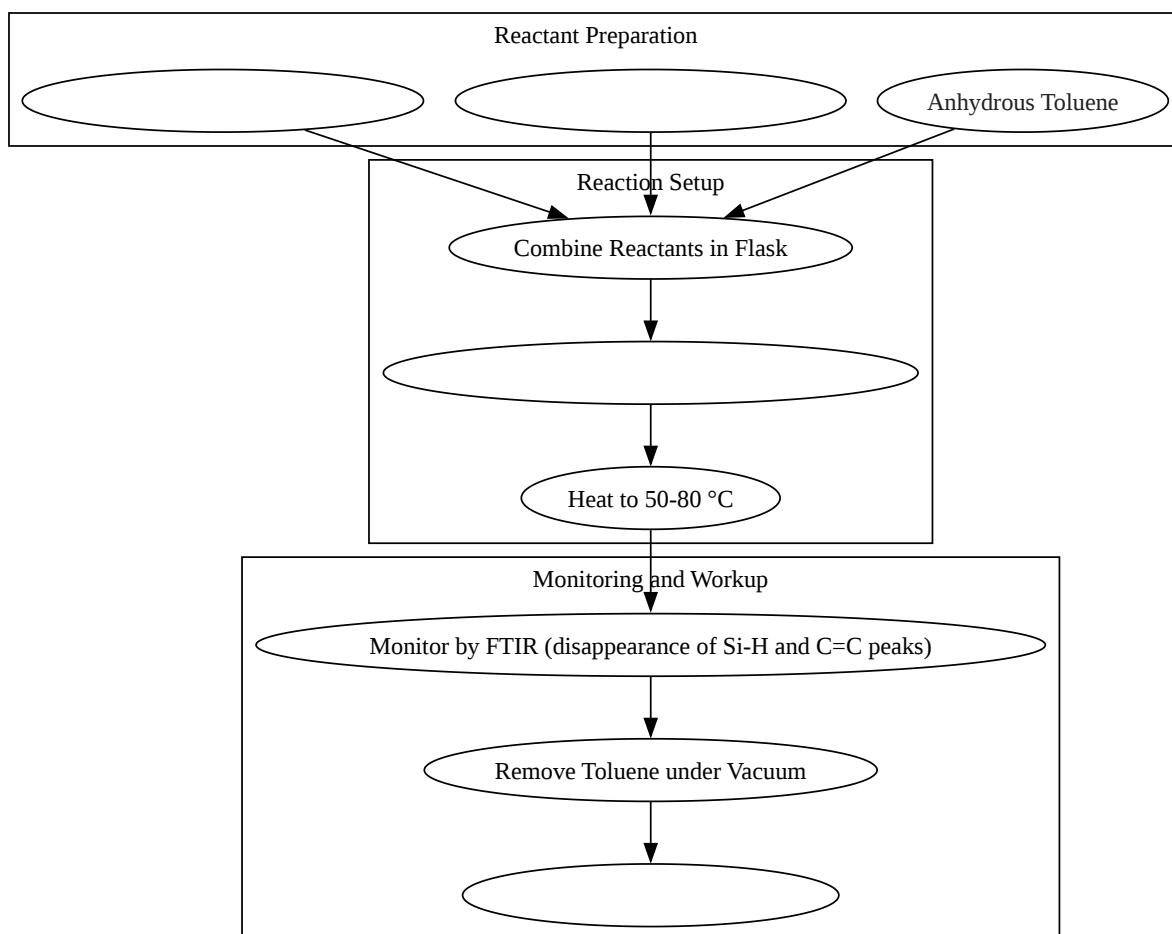 Reactant Preparation
Anhydrous Toluene
Reaction Setup
Combine Reactants in Flask
Heat to 50-80 °C
Monitoring and Workup
Monitor by FTIR (disappearance of Si-H and C=C peaks)
Remove Toluene under Vacuum